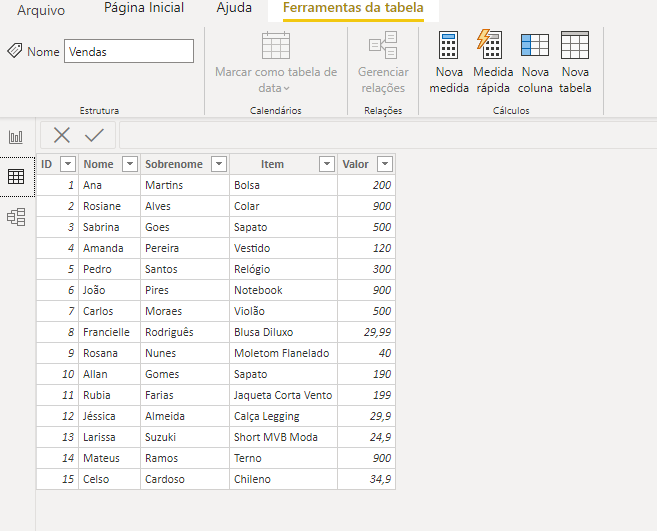 Arquivo Página Inicial Ajuda Ferramentas da tabela
Nome Vendas
Marcar como tabela de
data
Gerenciar
relações
Nova
medida
Medida
rápida
Nova
coluna
Nova
tabela
Estrutura Calendários Relações Cálculos
ID Nome Sobrenome Item Valor
1 Ana Martins Bolsa 200
2 Rosiane Alves Colar 900
3 Sabrina Goes Sapato 500
4 Amanda Pereira Vestido 120
5 Pedro Santos Relógio 300
6 João Pires Notebook 900
7 Carlos Moraes Violão 500
8 Francielle Rodriguês Blusa Diluxo 29,99
9 Rosana Nunes Moletom Flanelado 40
10 Allan Gomes Sapato 190
11 Rubia Farias Jaqueta Corta Vento 199
12 Jéssica Almeida Calça Legging 29,9
13 Larissa Suzuki Short MVB Moda 24,9
14 Mateus Ramos Terno 900
15 Celso Cardoso Chileno 34,9